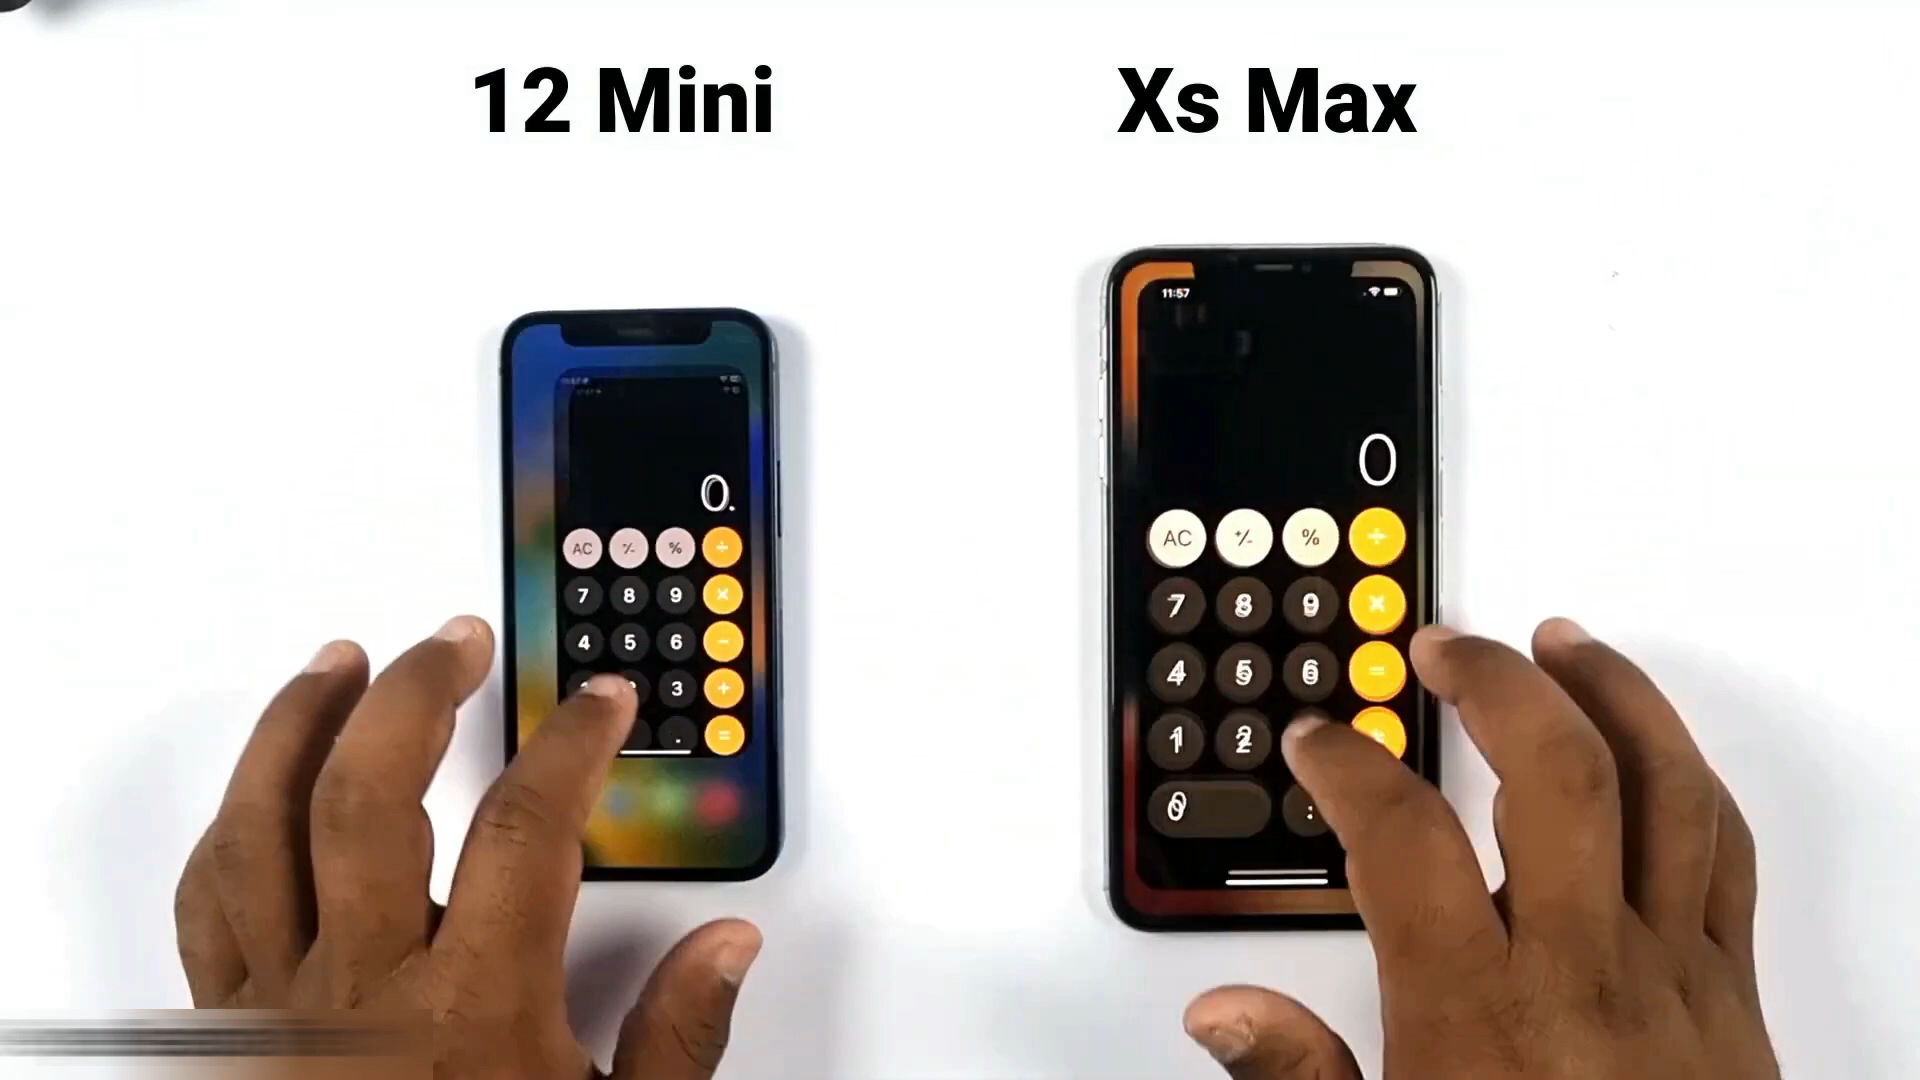 12 Mini
Xs Max
11:57
0.
AC +/- % ÷
7 8 9 ×
4 5 6 −
3 +
. =
0
AC +/- % ÷
7 8 9 ×
4 5 6
1 2
0